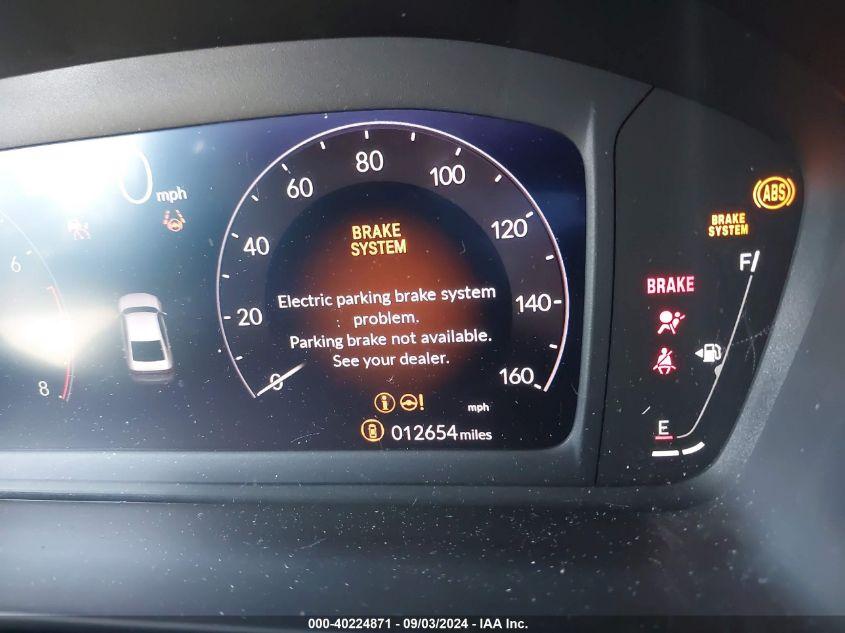 0 mph
6
8
0
20
40
60
80
100
120
140
160
BRAKE
SYSTEM
Electric parking brake system
problem.
Parking brake not available.
See your dealer.
! mph
012654 miles
ABS
BRAKE
SYSTEM
F
BRAKE
E
000-40224871 - 09/03/2024 - IAA Inc.